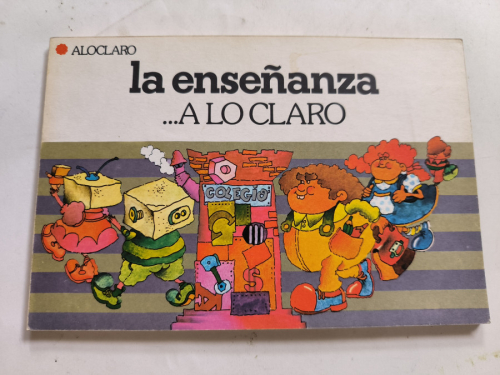 ALOCLARO
la enseñanza
...A LO CLARO
COLEGIO